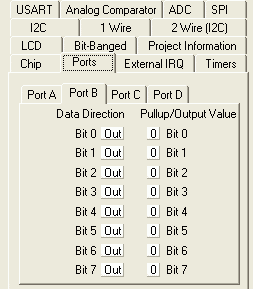 USART Analog Comparator ADC SPI
I2C 1 Wire 2 Wire (I2C)
LCD Bit-Banged Project Information
Chip Ports External IRQ Timers
Port A Port B Port C Port D
Data Direction Pullup/Output Value
Bit 0 Out 0 Bit 0
Bit 1 Out 0 Bit 1
Bit 2 Out 0 Bit 2
Bit 3 Out 0 Bit 3
Bit 4 Out 0 Bit 4
Bit 5 Out 0 Bit 5
Bit 6 Out 0 Bit 6
Bit 7 Out 0 Bit 7